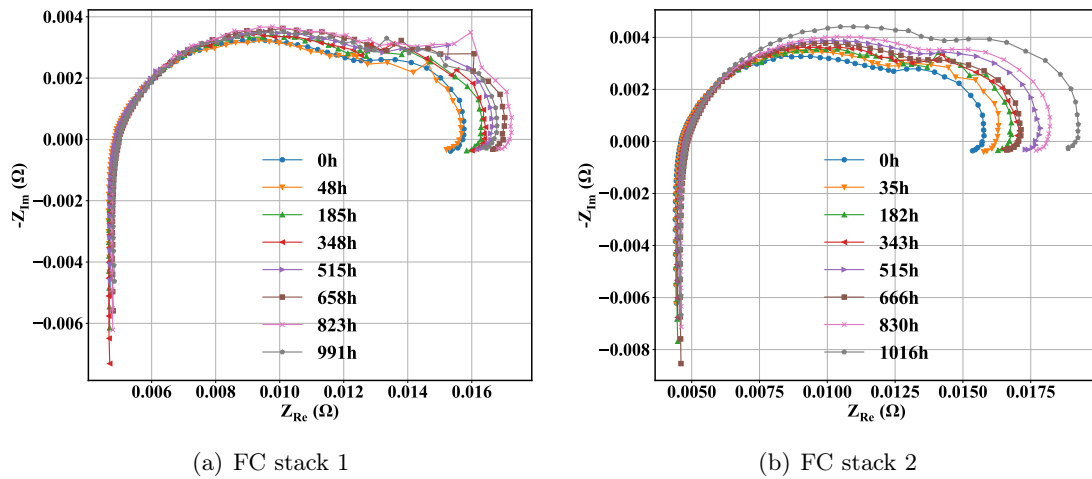 0.004
0.002
0.000
−0.002
−0.004
−0.006
-Z_Im (Ω)
0h
48h
185h
348h
515h
658h
823h
991h
0.006 0.008 0.010 0.012 0.014 0.016
Z_Re (Ω)
(a) FC stack 1
0.004
0.002
0.000
−0.002
−0.004
−0.006
−0.008
-Z_Im (Ω)
0h
35h
182h
343h
515h
666h
830h
1016h
0.0050 0.0075 0.0100 0.0125 0.0150 0.0175
Z_Re (Ω)
(b) FC stack 2